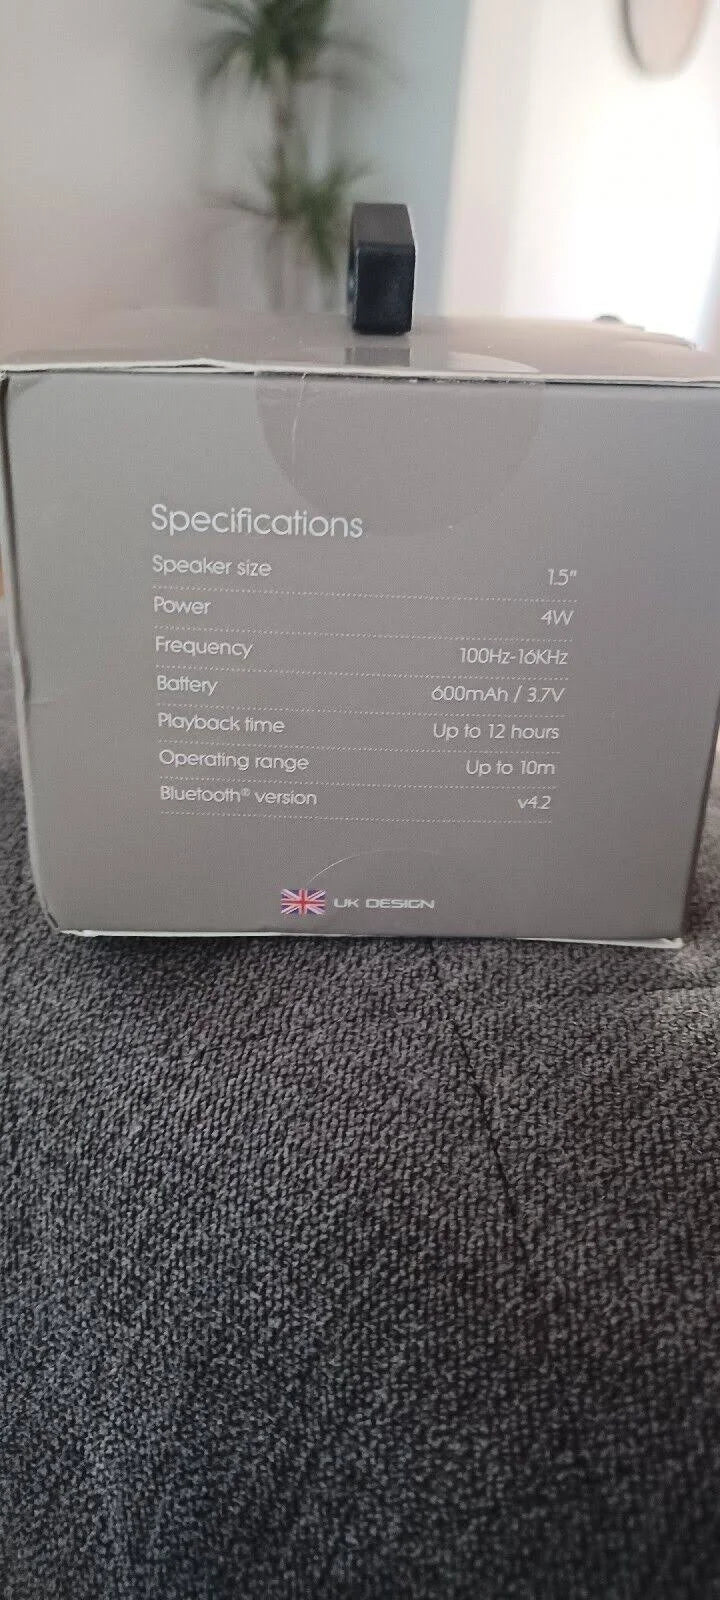 Specifications
Speaker size 1.5"
Power 4W
Frequency 100Hz-16KHz
Battery 600mAh / 3.7V
Playback time Up to 12 hours
Operating range Up to 10m
Bluetooth® version v4.2
UK DESIGN